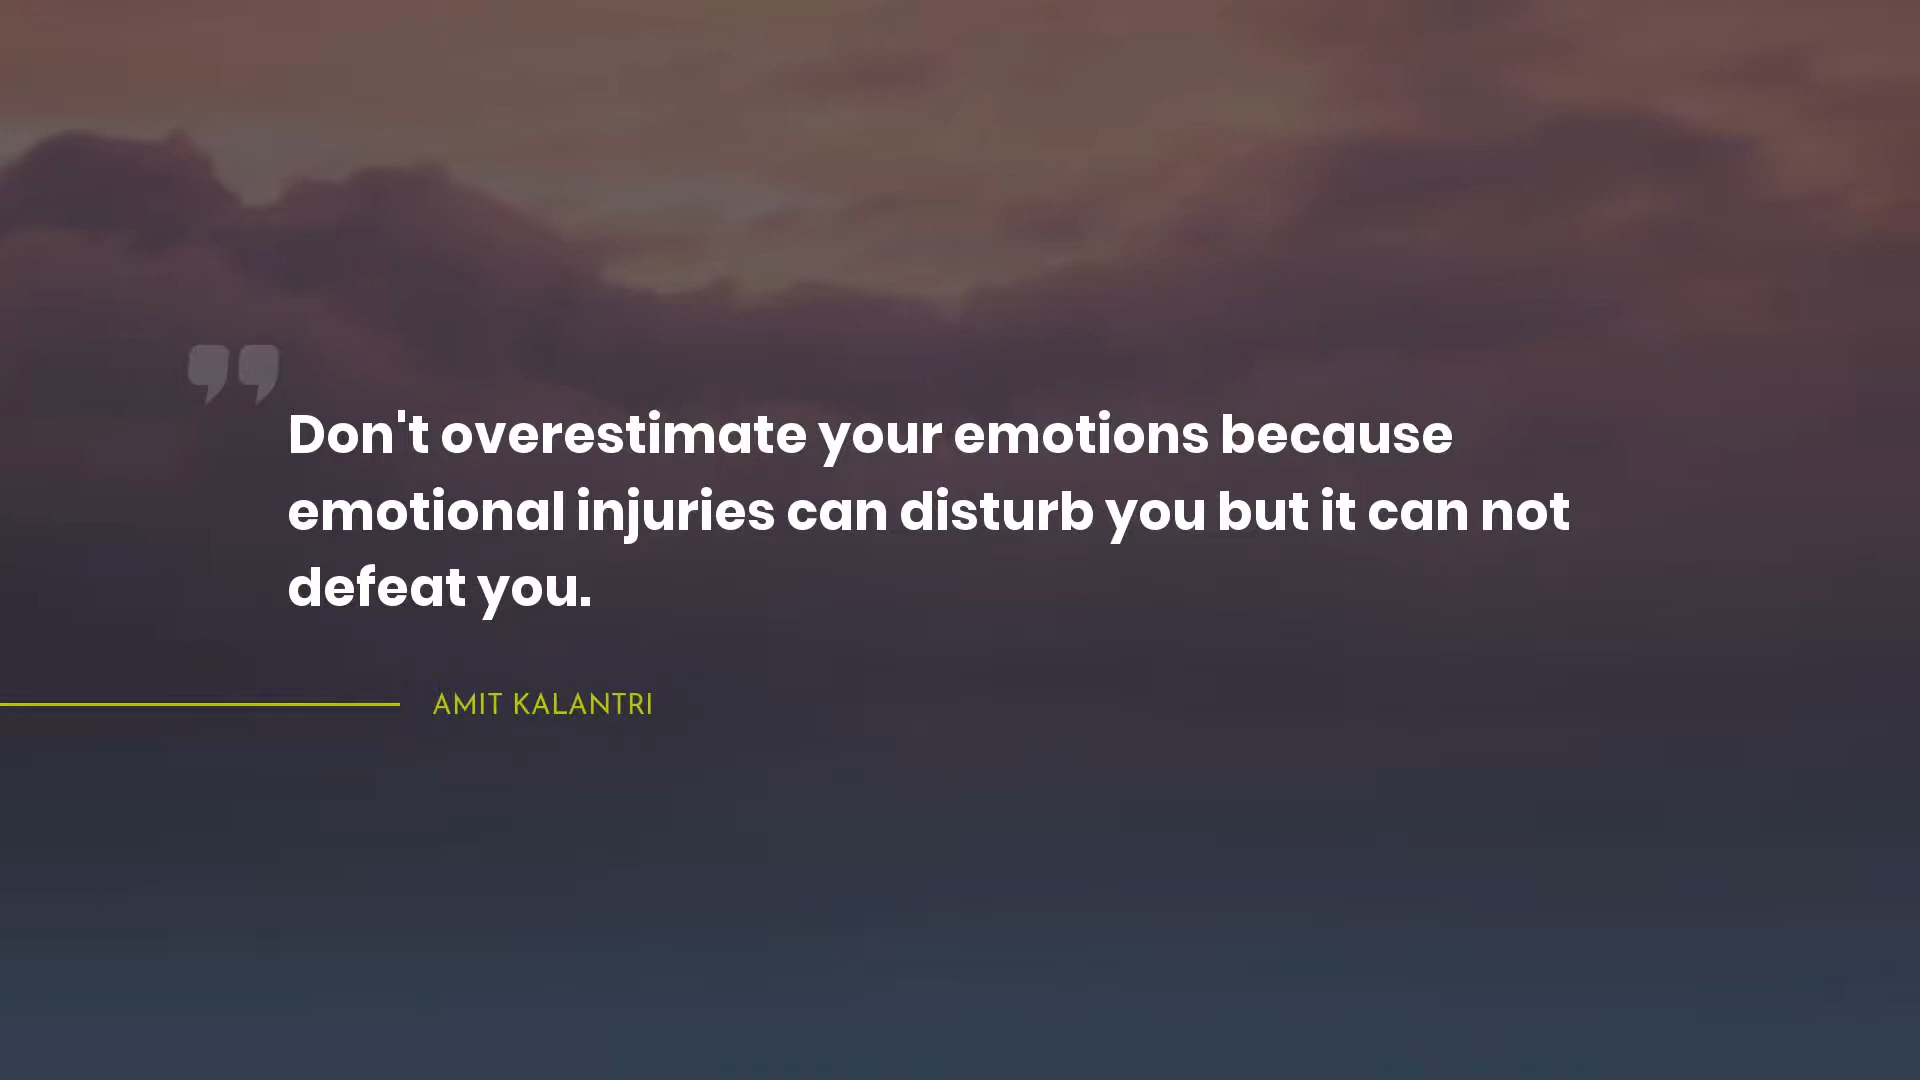 Don't overestimate your emotions because
emotional injuries can disturb you but it can not
defeat you.
AMIT KALANTRI